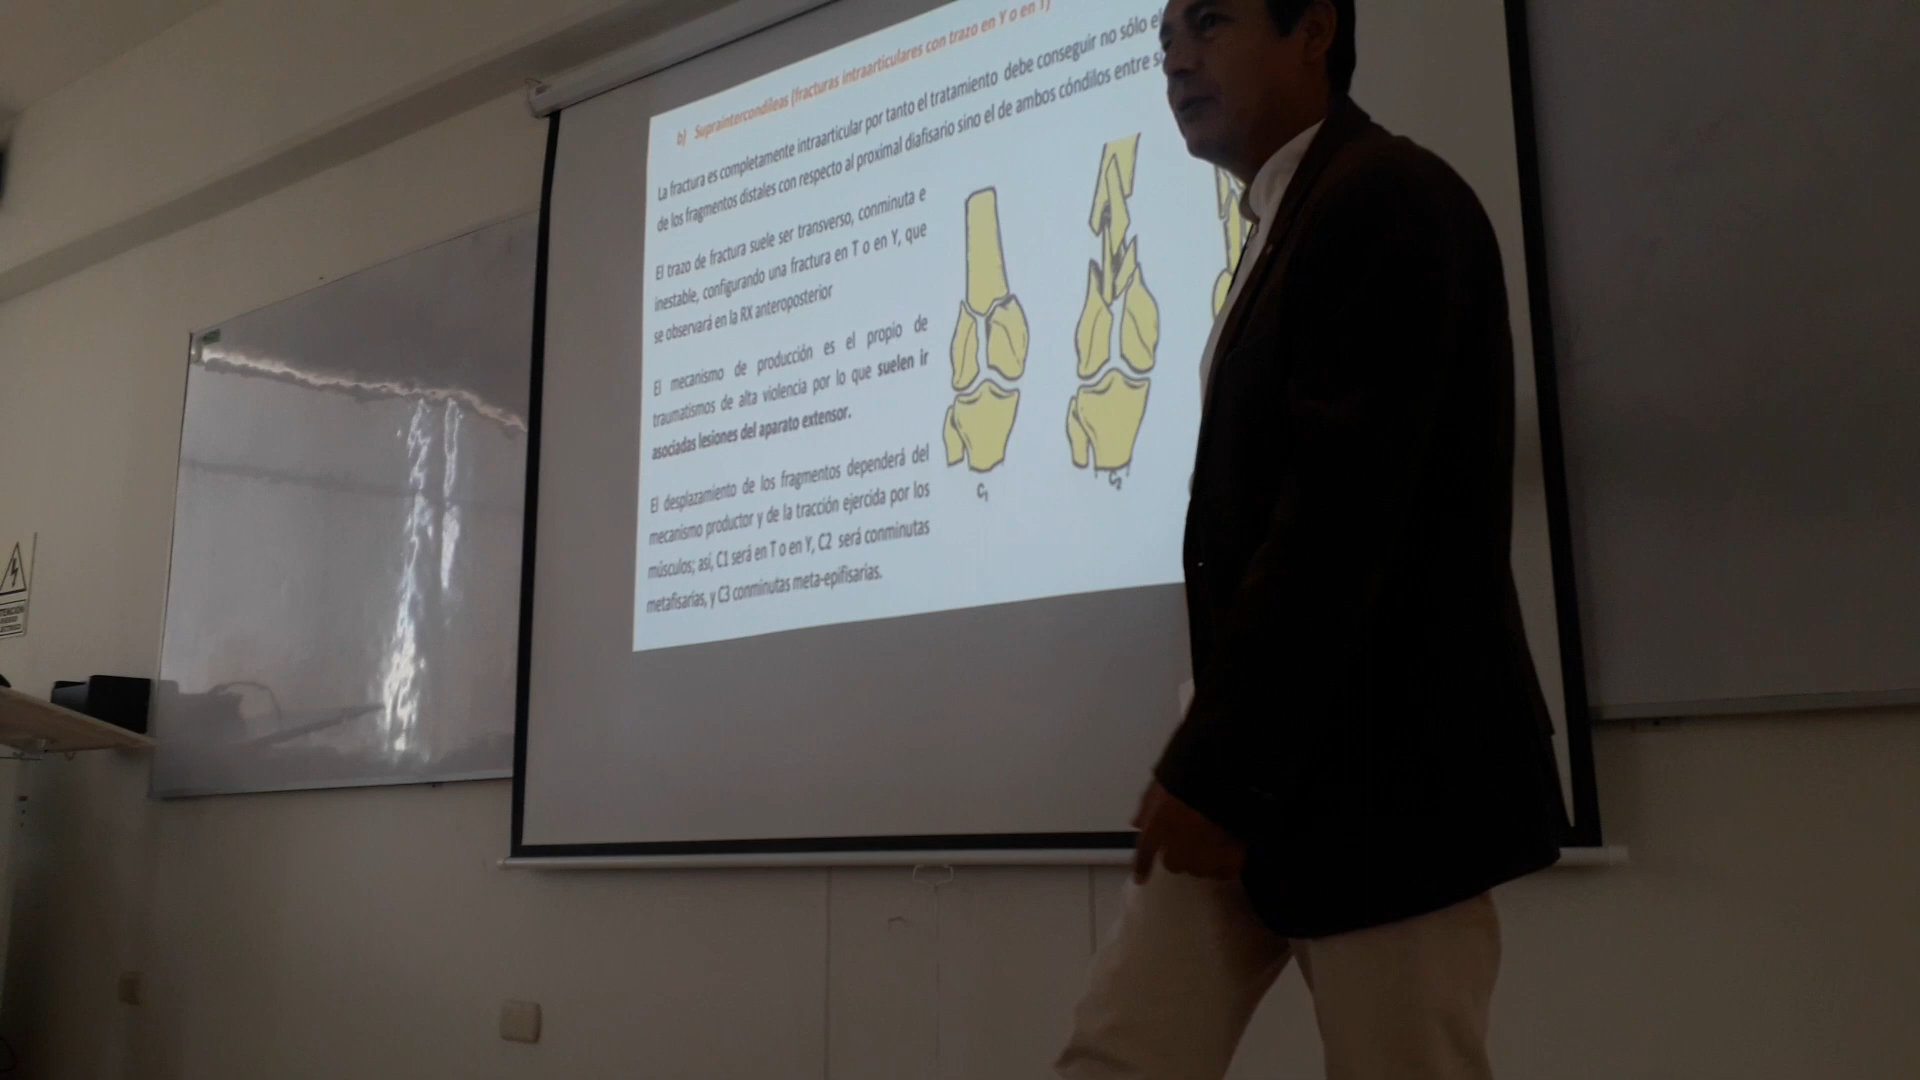 b) Supraintercondíleas (fracturas intraarticulares con trazo en Y o en T)
La fractura es completamente intraarticular por tanto el tratamiento debe conseguir no sólo el
de los fragmentos distales con respecto al proximal diafisario sino el de ambos cóndilos entre
El trazo de fractura suele ser transverso, conminuta e
inestable, configurando una fractura en T o en Y, que
se observará en la RX anteroposterior
El mecanismo de producción es el propio de
traumatismos de alta violencia por lo que suelen ir
asociadas lesiones del aparato extensor.
El desplazamiento de los fragmentos dependerá del
mecanismo productor y de la tracción ejercida por los
músculos; así, C1 será en T o en Y, C2 será conminutas
metafisarias, y C3 conminutas meta-epifisarias.
C1
C2